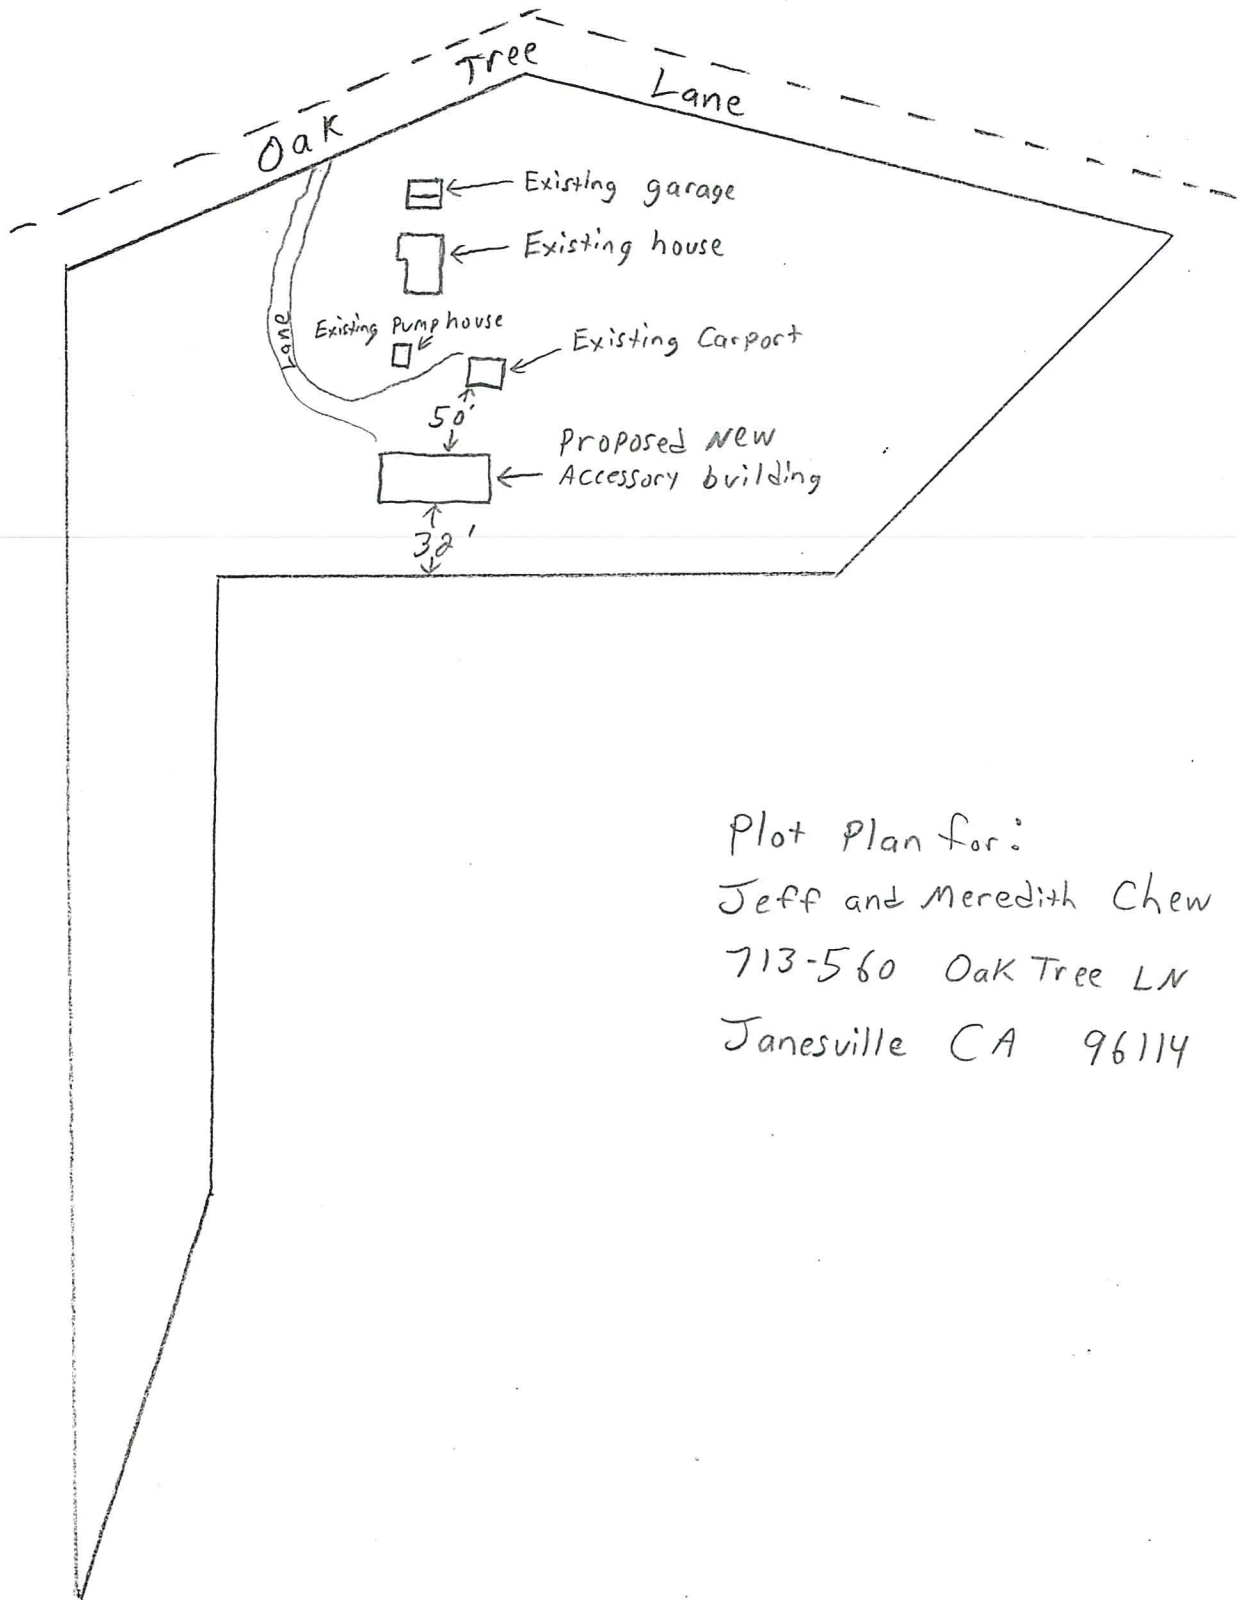 Oak Tree Lane
Existing garage
Existing house
Existing Pump house
Lane
Existing Carport
50'
Proposed New
Accessory building
32'
Plot Plan for:
Jeff and Meredith Chew
713-560 Oak Tree LN
Janesville CA 96114